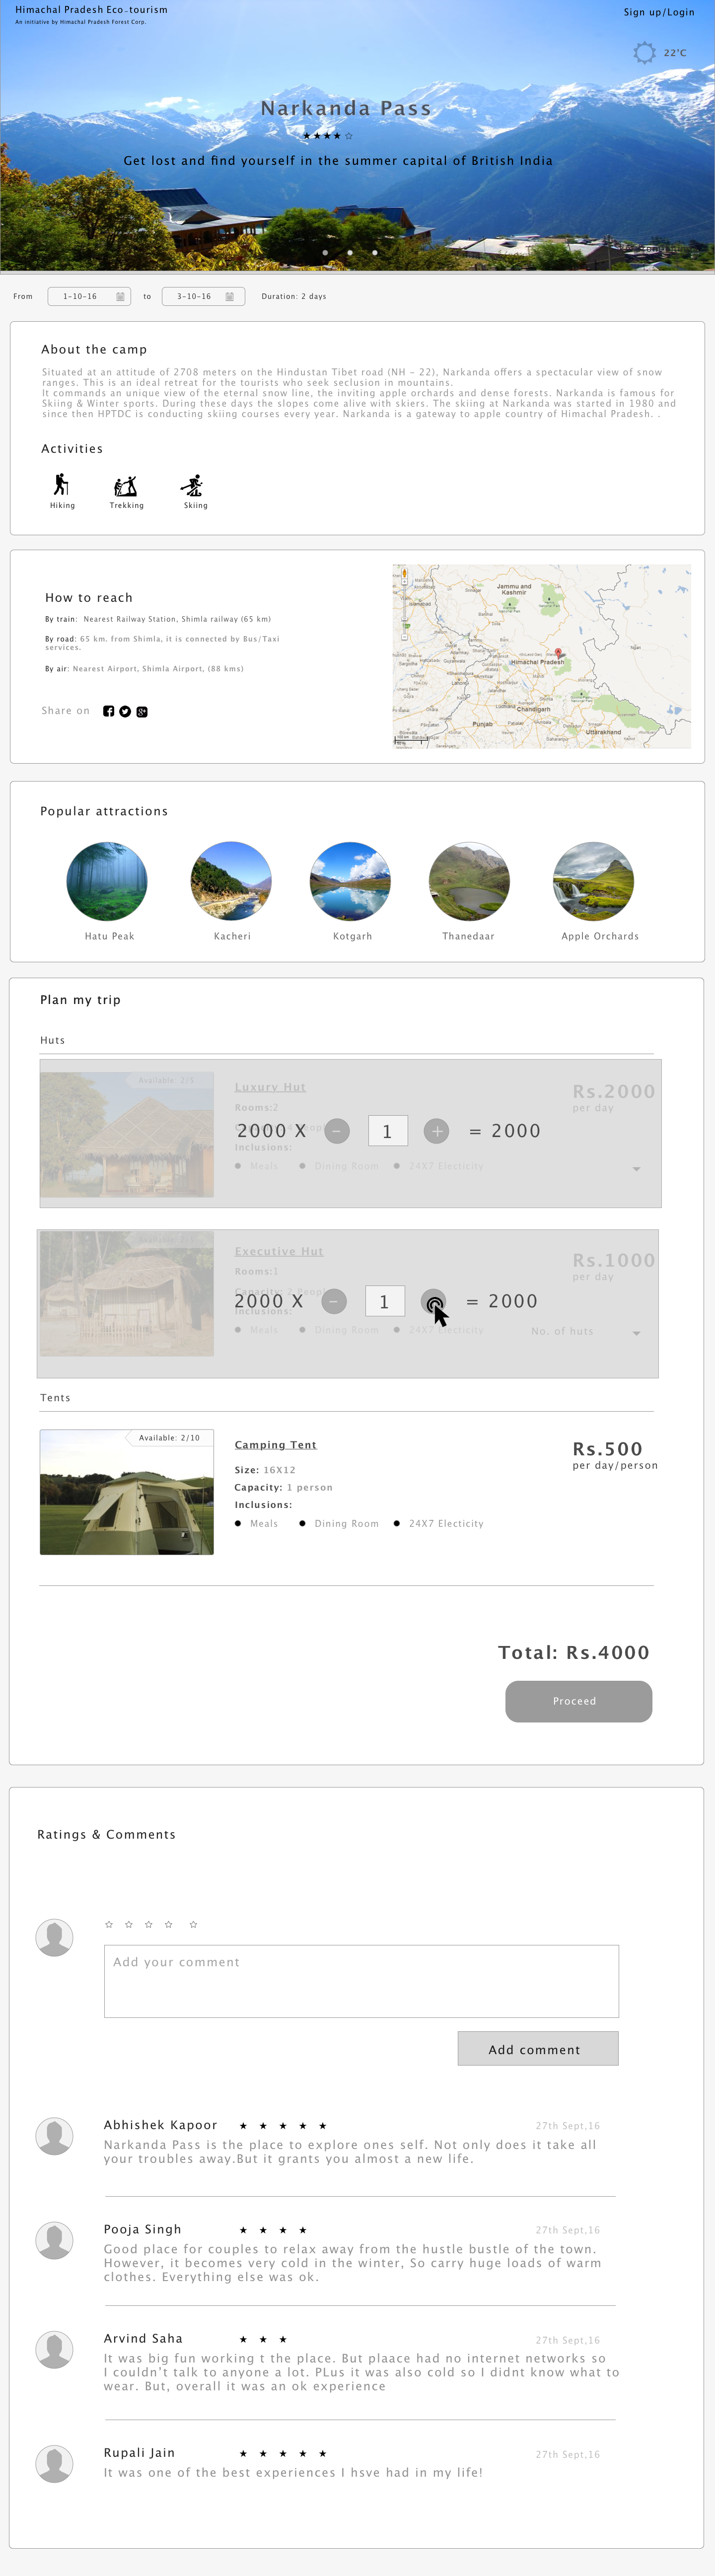 Himachal Pradesh Eco-tourism
An initiative by Himachal Pradesh Forest Corp.
Sign up/Login
22°C
Narkanda Pass
Get lost and find yourself in the summer capital of British India
From 1-10-16 to 3-10-16 Duration: 2 days
About the camp
Situated at an attitude of 2708 meters on the Hindustan Tibet road (NH - 22), Narkanda offers a spectacular view of snow
ranges. This is an ideal retreat for the tourists who seek seclusion in mountains.
It commands an unique view of the eternal snow line, the inviting apple orchards and dense forests. Narkanda is famous for
Skiing & Winter sports. During these days the slopes come alive with skiers. The skiing at Narkanda was started in 1980 and
since then HPTDC is conducting skiing courses every year. Narkanda is a gateway to apple country of Himachal Pradesh. .
Activities
Hiking Trekking Skiing
How to reach
By train: Nearest Railway Station, Shimla railway (65 km)
By road: 65 km. from Shimla, it is connected by Bus/Taxi
services.
By air: Nearest Airport, Shimla Airport, (88 kms)
Share on
Jammu and
Kashmir
Himachal Pradesh
Chandigarh
Punjab
Uttarakhand
Popular attractions
Hatu Peak Kacheri Kotgarh Thanedaar Apple Orchards
Plan my trip
Huts
Available: 2/5
Luxury Hut
Rs.2000
per day
Rooms:2
2000 X - 1 + = 2000
Inclusions:
Meals Dining Room 24X7 Electicity
Executive Hut
Rs.1000
per day
Rooms:1
Capacity: 2 People
2000 X - 1 = 2000
Inclusions:
Meals Dining Room 24X7 Electicity No. of huts
Tents
Available: 2/10
Camping Tent
Rs.500
per day/person
Size: 16X12
Capacity: 1 person
Inclusions:
Meals Dining Room 24X7 Electicity
Total: Rs.4000
Proceed
Ratings & Comments
Add your comment
Add comment
Abhishek Kapoor 27th Sept,16
Narkanda Pass is the place to explore ones self. Not only does it take all
your troubles away.But it grants you almost a new life.
Pooja Singh 27th Sept,16
Good place for couples to relax away from the hustle bustle of the town.
However, it becomes very cold in the winter, So carry huge loads of warm
clothes. Everything else was ok.
Arvind Saha 27th Sept,16
It was big fun working t the place. But plaace had no internet networks so
I couldn't talk to anyone a lot. PLus it was also cold so I didnt know what to
wear. But, overall it was an ok experience
Rupali Jain 27th Sept,16
It was one of the best experiences I hsve had in my life!